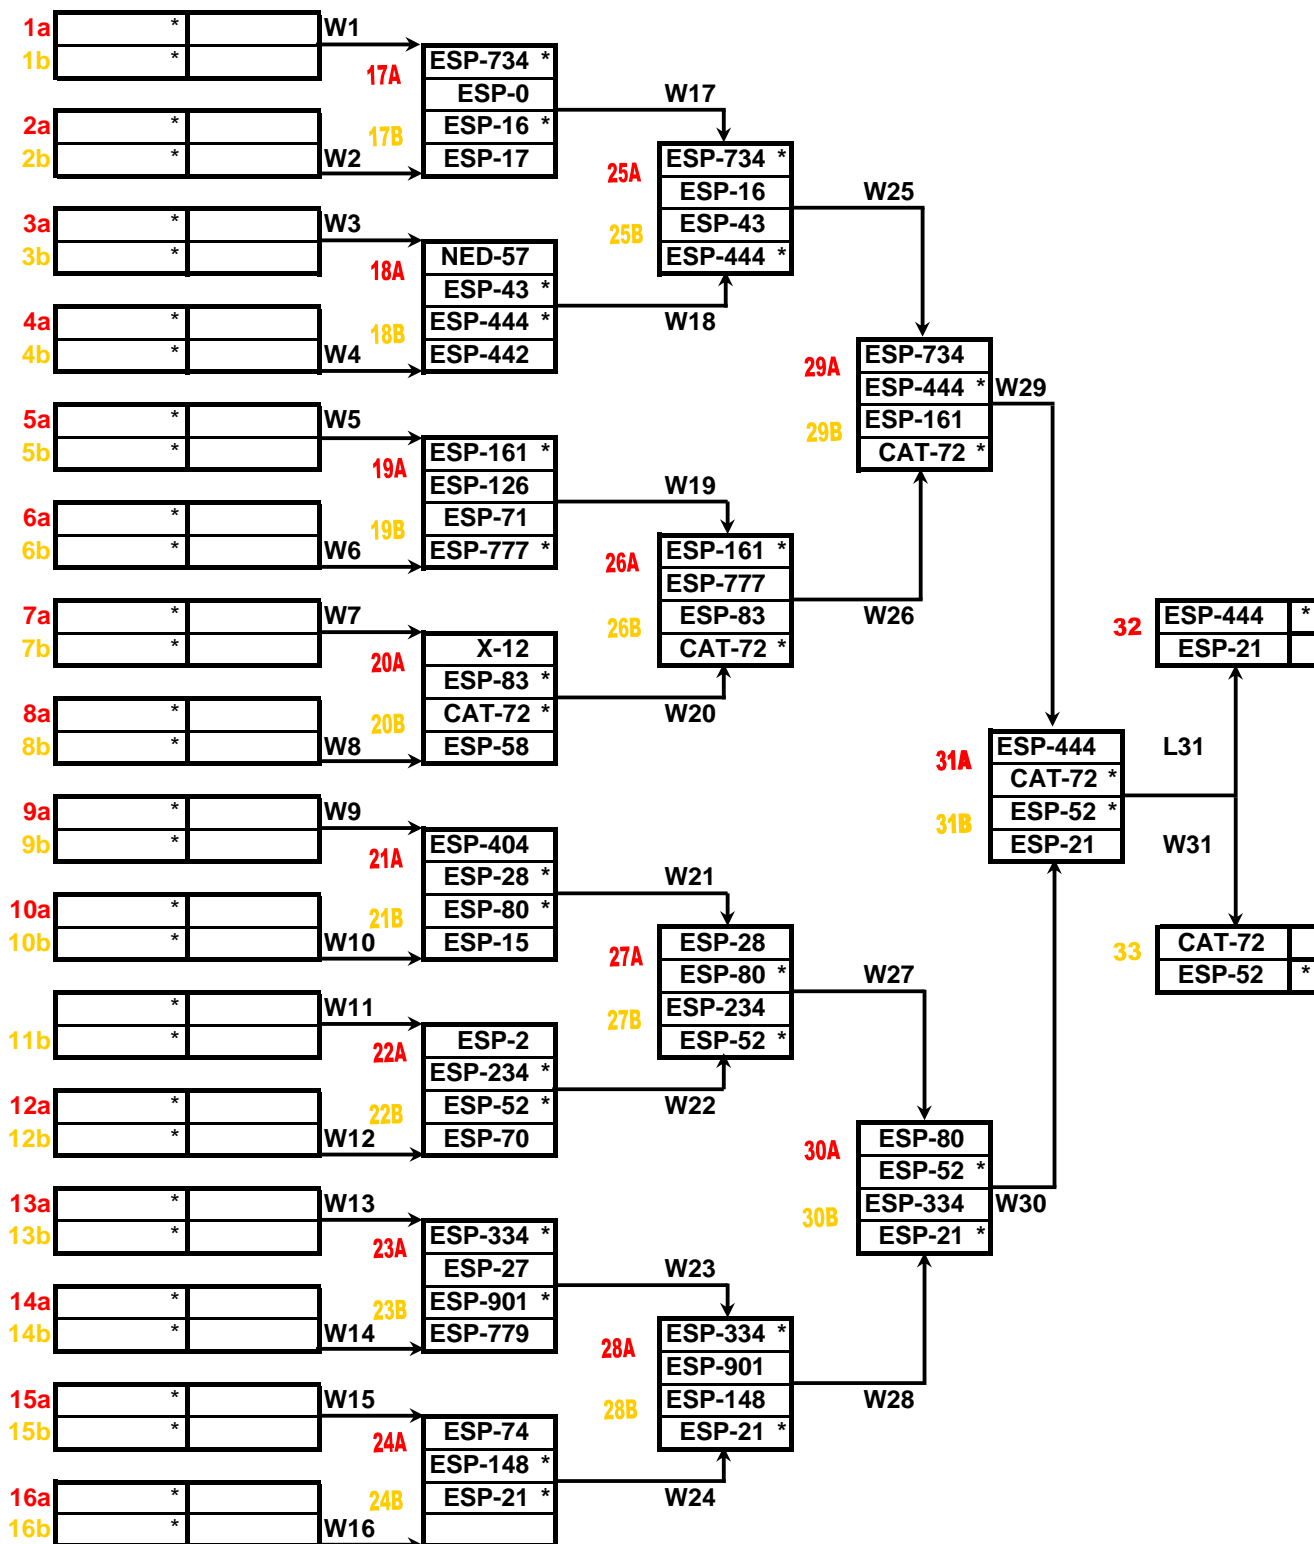 1a * W1
1b *
17A ESP-734 *
ESP-0 W17
2a * 17B ESP-16 *
2b * W2 ESP-17
25A ESP-734 *
ESP-16 W25
3a * W3 25B ESP-43
3b * NED-57 ESP-444 *
18A ESP-43 *
4a * 18B ESP-444 * W18
4b * W4 ESP-442 ESP-734
29A ESP-444 * W29
5a * W5 29B ESP-161
5b * ESP-161 * CAT-72 *
19A ESP-126 W19
6a * 19B ESP-71
6b * W6 ESP-777 * ESP-161 *
26A ESP-777
7a * W7 26B ESP-83 W26 32 ESP-444 *
7b * X-12 CAT-72 * ESP-21
20A ESP-83 *
8a * 20B CAT-72 * W20
8b * W8 ESP-58 ESP-444 L31
31A CAT-72 *
9a * W9 31B ESP-52 *
9b * ESP-404 ESP-21 W31
21A ESP-28 * W21
10a * 21B ESP-80 *
10b * W10 ESP-15 ESP-28 33 CAT-72
27A ESP-80 * W27 ESP-52 *
* W11 27B ESP-234
11b * ESP-2 ESP-52 *
22A ESP-234 *
12a * 22B ESP-52 * W22
12b * W12 ESP-70 ESP-80
30A ESP-52 *
13a * W13 ESP-334 W30
13b * ESP-334 * 30B ESP-21 *
23A ESP-27 W23
14a * 23B ESP-901 *
14b * W14 ESP-779 ESP-334 *
28A ESP-901
15a * W15 28B ESP-148 W28
15b * ESP-74 ESP-21 *
24A ESP-148 *
16a * 24B ESP-21 * W24
16b * W16